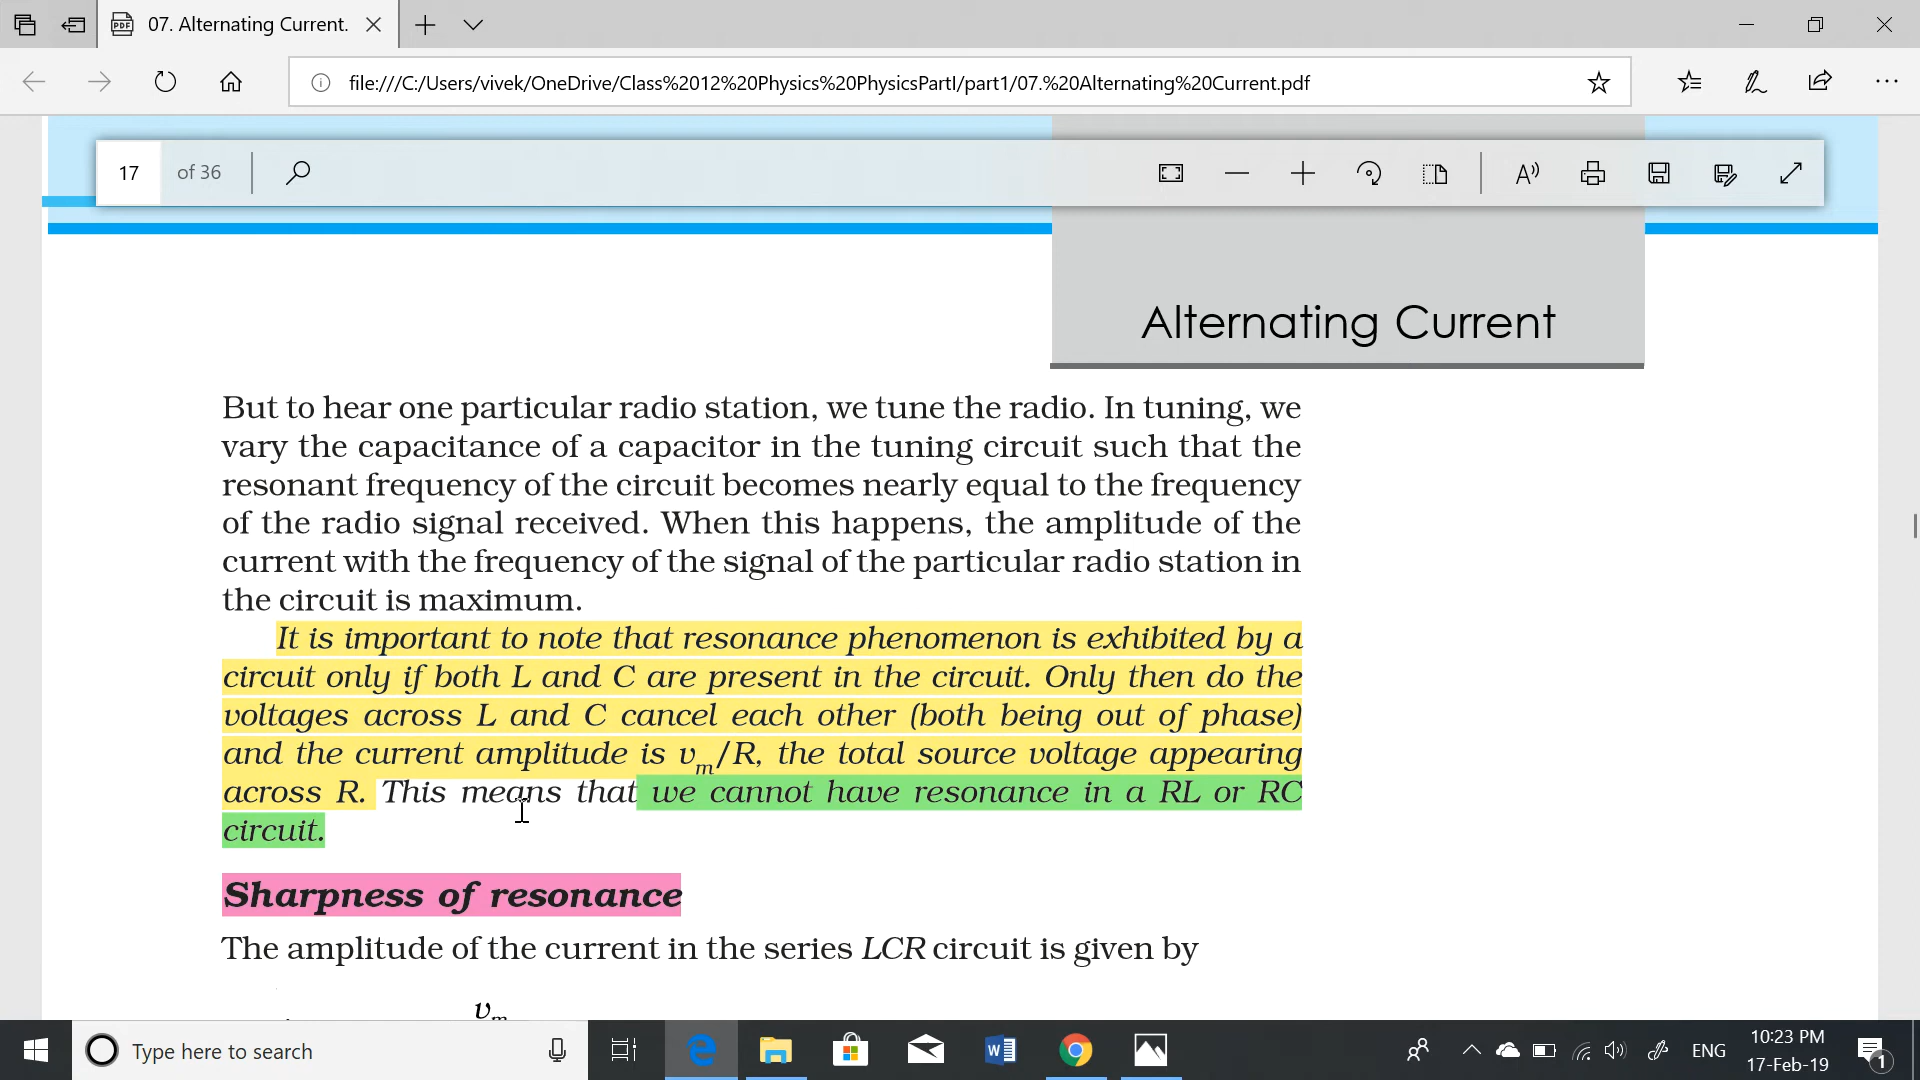 07. Alternating Current.
file:///C:/Users/vivek/OneDrive/Class%2012%20Physics%20PhysicsPartI/part1/07.%20Alternating%20Current.pdf
17 of 36
Alternating Current
But to hear one particular radio station, we tune the radio. In tuning, we
vary the capacitance of a capacitor in the tuning circuit such that the
resonant frequency of the circuit becomes nearly equal to the frequency
of the radio signal received. When this happens, the amplitude of the
current with the frequency of the signal of the particular radio station in
the circuit is maximum.
It is important to note that resonance phenomenon is exhibited by a
circuit only if both L and C are present in the circuit. Only then do the
voltages across L and C cancel each other (both being out of phase)
and the current amplitude is vm/R, the total source voltage appearing
across R. This means that we cannot have resonance in a RL or RC
circuit.
Sharpness of resonance
The amplitude of the current in the series LCR circuit is given by
vm
Type here to search
ENG
10:23 PM
17-Feb-19
1